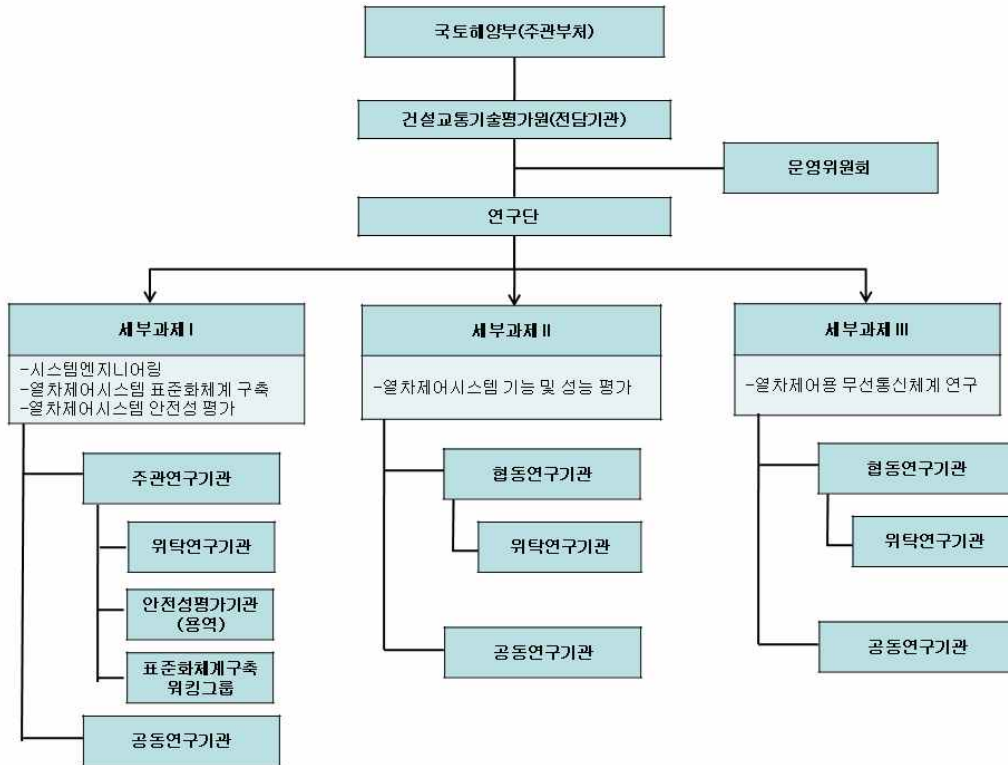 국토해양부(주관부처)
건설교통기술평가원(전담기관)
운영위원회
연구단
세부과제 I
-시스템엔지니어링
-열차제어시스템 표준화체계 구축
-열차제어시스템 안전성 평가
주관연구기관
위탁연구기관
안전성평가기관
(용역)
표준화체계구축
워킹그룹
공동연구기관
세부과제 II
-열차제어시스템 기능 및 성능 평가
협동연구기관
위탁연구기관
공동연구기관
세부과제 III
-열차제어용 무선통신체계 연구
협동연구기관
위탁연구기관
공동연구기관